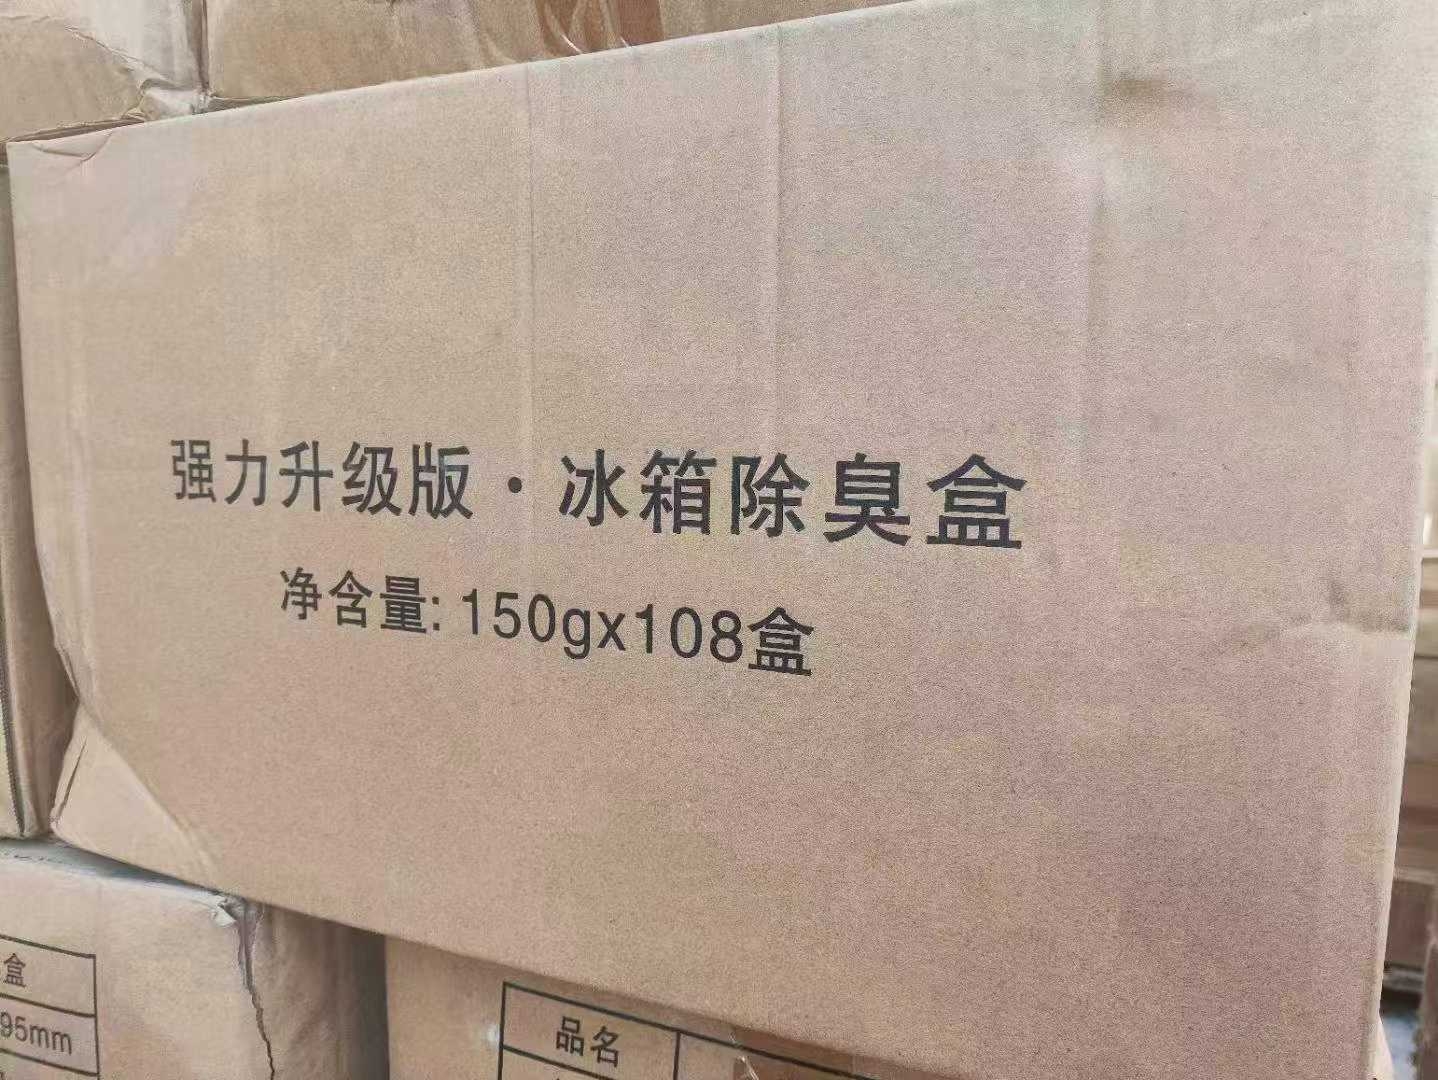 强力升级版·冰箱除臭盒
净含量:150gx108盒
盒
95mm
品名